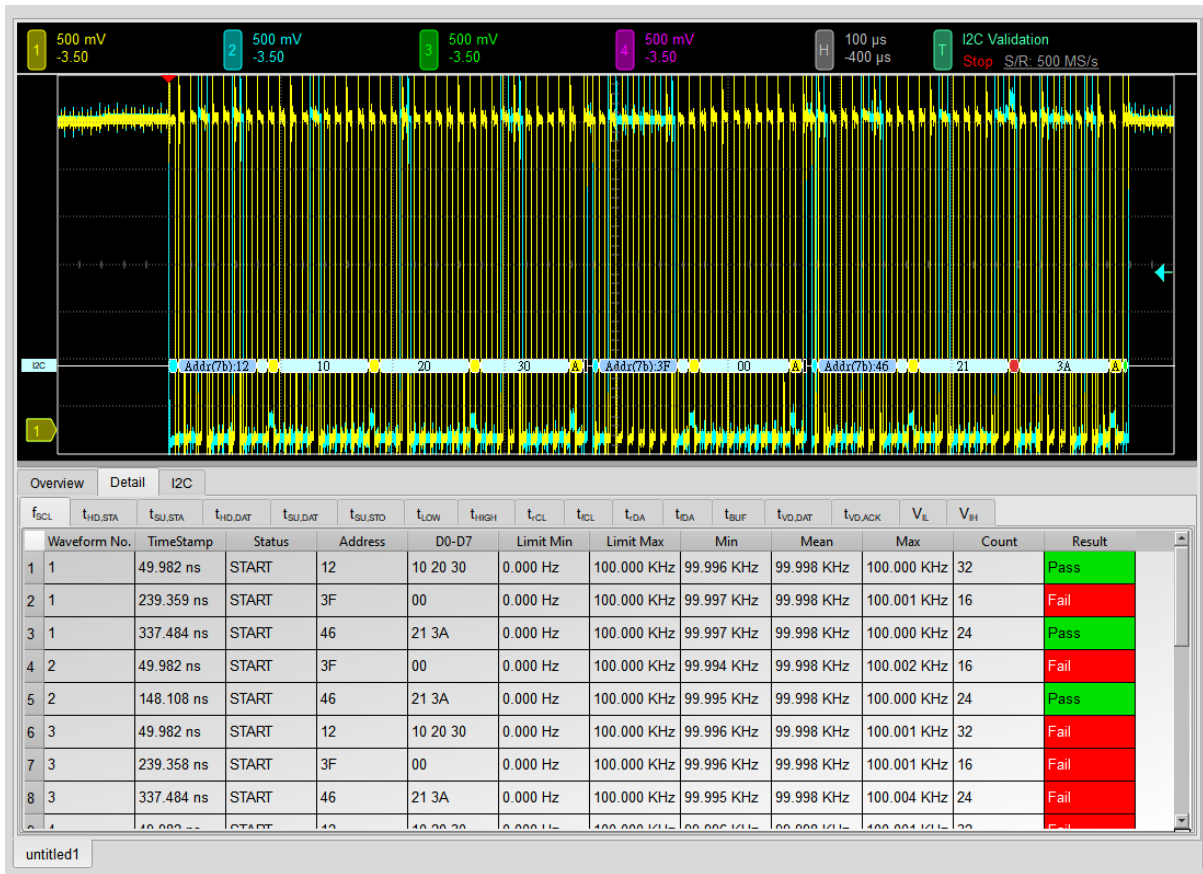 1 500 mV 2 500 mV 3 500 mV 4 500 mV H 100 µs T I2C Validation
-3.50 -3.50 -3.50 -3.50 -400 µs Stop S/R: 500 MS/s
I2C Addr(7b):12 10 20 30 A Addr(7b):3F 00 A Addr(7b):46 21 3A A
1
Overview Detail I2C
fSCL tHD,STA tSU,STA tHD,DAT tSU,DAT tSU,STO tLOW tHIGH trCL tfCL trDA tfDA tBUF tVD,DAT tVD,ACK VIL VIH
Waveform No. TimeStamp Status Address D0-D7 Limit Min Limit Max Min Mean Max Count Result
1 1 49.982 ns START 12 10 20 30 0.000 Hz 100.000 KHz 99.996 KHz 99.998 KHz 100.000 KHz 32 Pass
2 1 239.359 ns START 3F 00 0.000 Hz 100.000 KHz 99.997 KHz 99.998 KHz 100.001 KHz 16 Fail
3 1 337.484 ns START 46 21 3A 0.000 Hz 100.000 KHz 99.997 KHz 99.998 KHz 100.000 KHz 24 Pass
4 2 49.982 ns START 3F 00 0.000 Hz 100.000 KHz 99.994 KHz 99.998 KHz 100.002 KHz 16 Fail
5 2 148.108 ns START 46 21 3A 0.000 Hz 100.000 KHz 99.995 KHz 99.998 KHz 100.000 KHz 24 Pass
6 3 49.982 ns START 12 10 20 30 0.000 Hz 100.000 KHz 99.996 KHz 99.998 KHz 100.001 KHz 32 Fail
7 3 239.358 ns START 3F 00 0.000 Hz 100.000 KHz 99.996 KHz 99.998 KHz 100.001 KHz 16 Fail
8 3 337.484 ns START 46 21 3A 0.000 Hz 100.000 KHz 99.995 KHz 99.998 KHz 100.004 KHz 24 Fail
untitled1